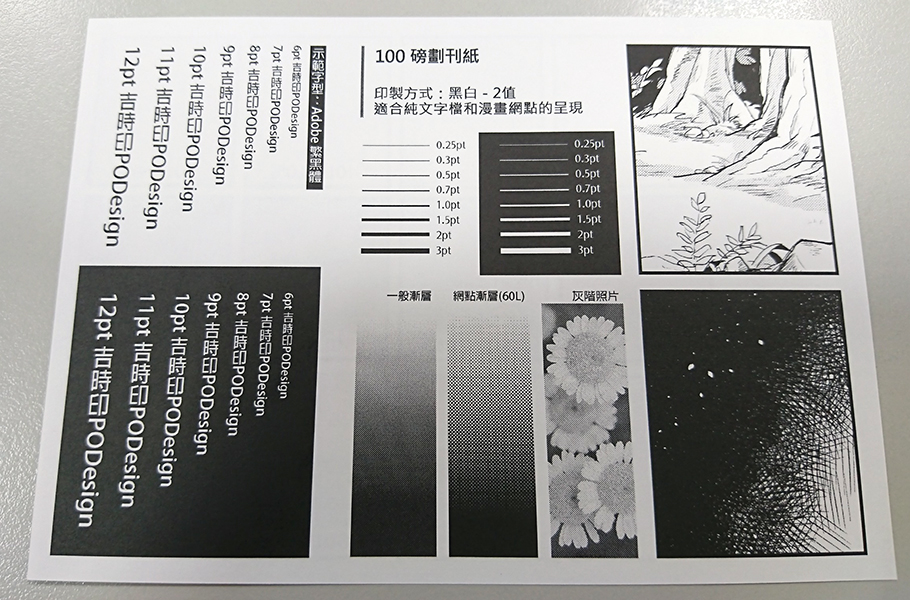 100 磅劃刊紙
印製方式：黑白 - 2值
適合純文字檔和漫畫網點的呈現
0.25pt
0.3pt
0.5pt
0.7pt
1.0pt
1.5pt
2pt
3pt
0.25pt
0.3pt
0.5pt
0.7pt
1.0pt
1.5pt
2pt
3pt
一般漸層
網點漸層(60L)
灰階照片
示範字型：Adobe 繁黑體
6pt 吉時印PODesign
7pt 吉時印PODesign
8pt 吉時印PODesign
9pt 吉時印PODesign
10pt 吉時印PODesign
11pt 吉時印PODesign
12pt 吉時印PODesign
6pt 吉時印PODesign
7pt 吉時印PODesign
8pt 吉時印PODesign
9pt 吉時印PODesign
10pt 吉時印PODesign
11pt 吉時印PODesign
12pt 吉時印PODesign